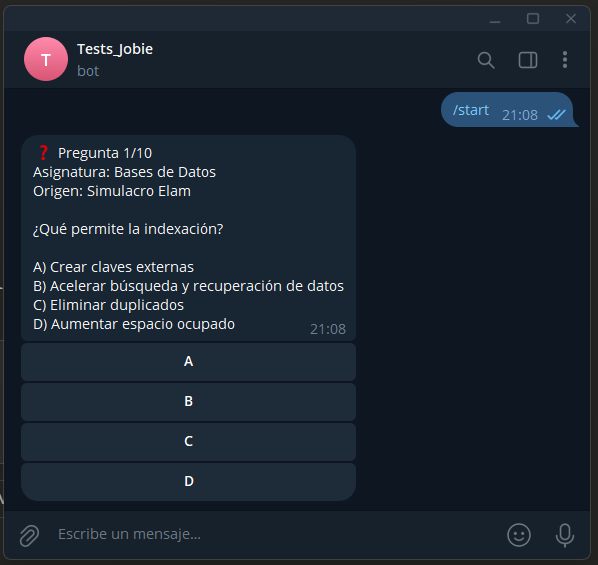 T
Tests_Jobie
bot
/start 21:08
❓ Pregunta 1/10
Asignatura: Bases de Datos
Origen: Simulacro Elam
¿Qué permite la indexación?
A) Crear claves externas
B) Acelerar búsqueda y recuperación de datos
C) Eliminar duplicados
D) Aumentar espacio ocupado
21:08
A
B
C
D
Escribe un mensaje...